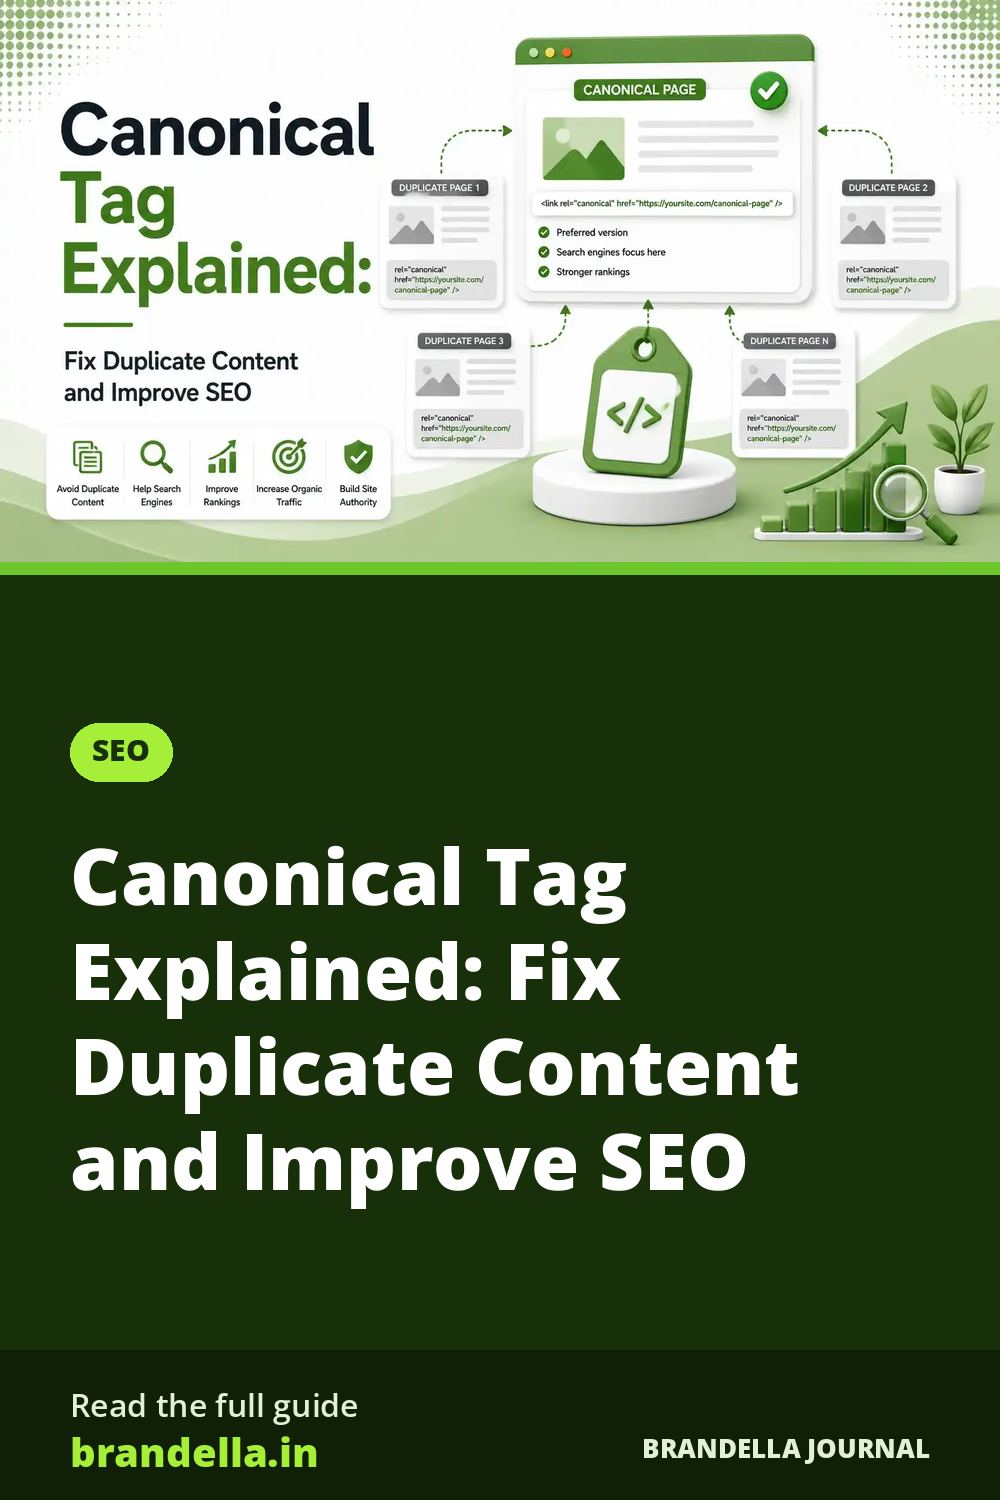 Canonical
Tag
Explained:
Fix Duplicate Content
and Improve SEO
Avoid Duplicate
Content
Help Search
Engines
Improve
Rankings
Increase Organic
Traffic
Build Site
Authority
CANONICAL PAGE
<link rel="canonical" href="https://yoursite.com/canonical-page" />
Preferred version
Search engines focus here
Stronger rankings
DUPLICATE PAGE 1
rel="canonical"
href="https://yoursite.com/
canonical-page" />
DUPLICATE PAGE 2
rel="canonical"
href="https://yoursite.com/
canonical-page" />
DUPLICATE PAGE 3
rel="canonical"
href="https://yoursite.com/
canonical-page" />
</>
DUPLICATE PAGE N
rel="canonical"
href="https://yoursite.com/
canonical-page" />
SEO
Canonical Tag
Explained: Fix
Duplicate Content
and Improve SEO
Read the full guide
brandella.in
BRANDELLA JOURNAL